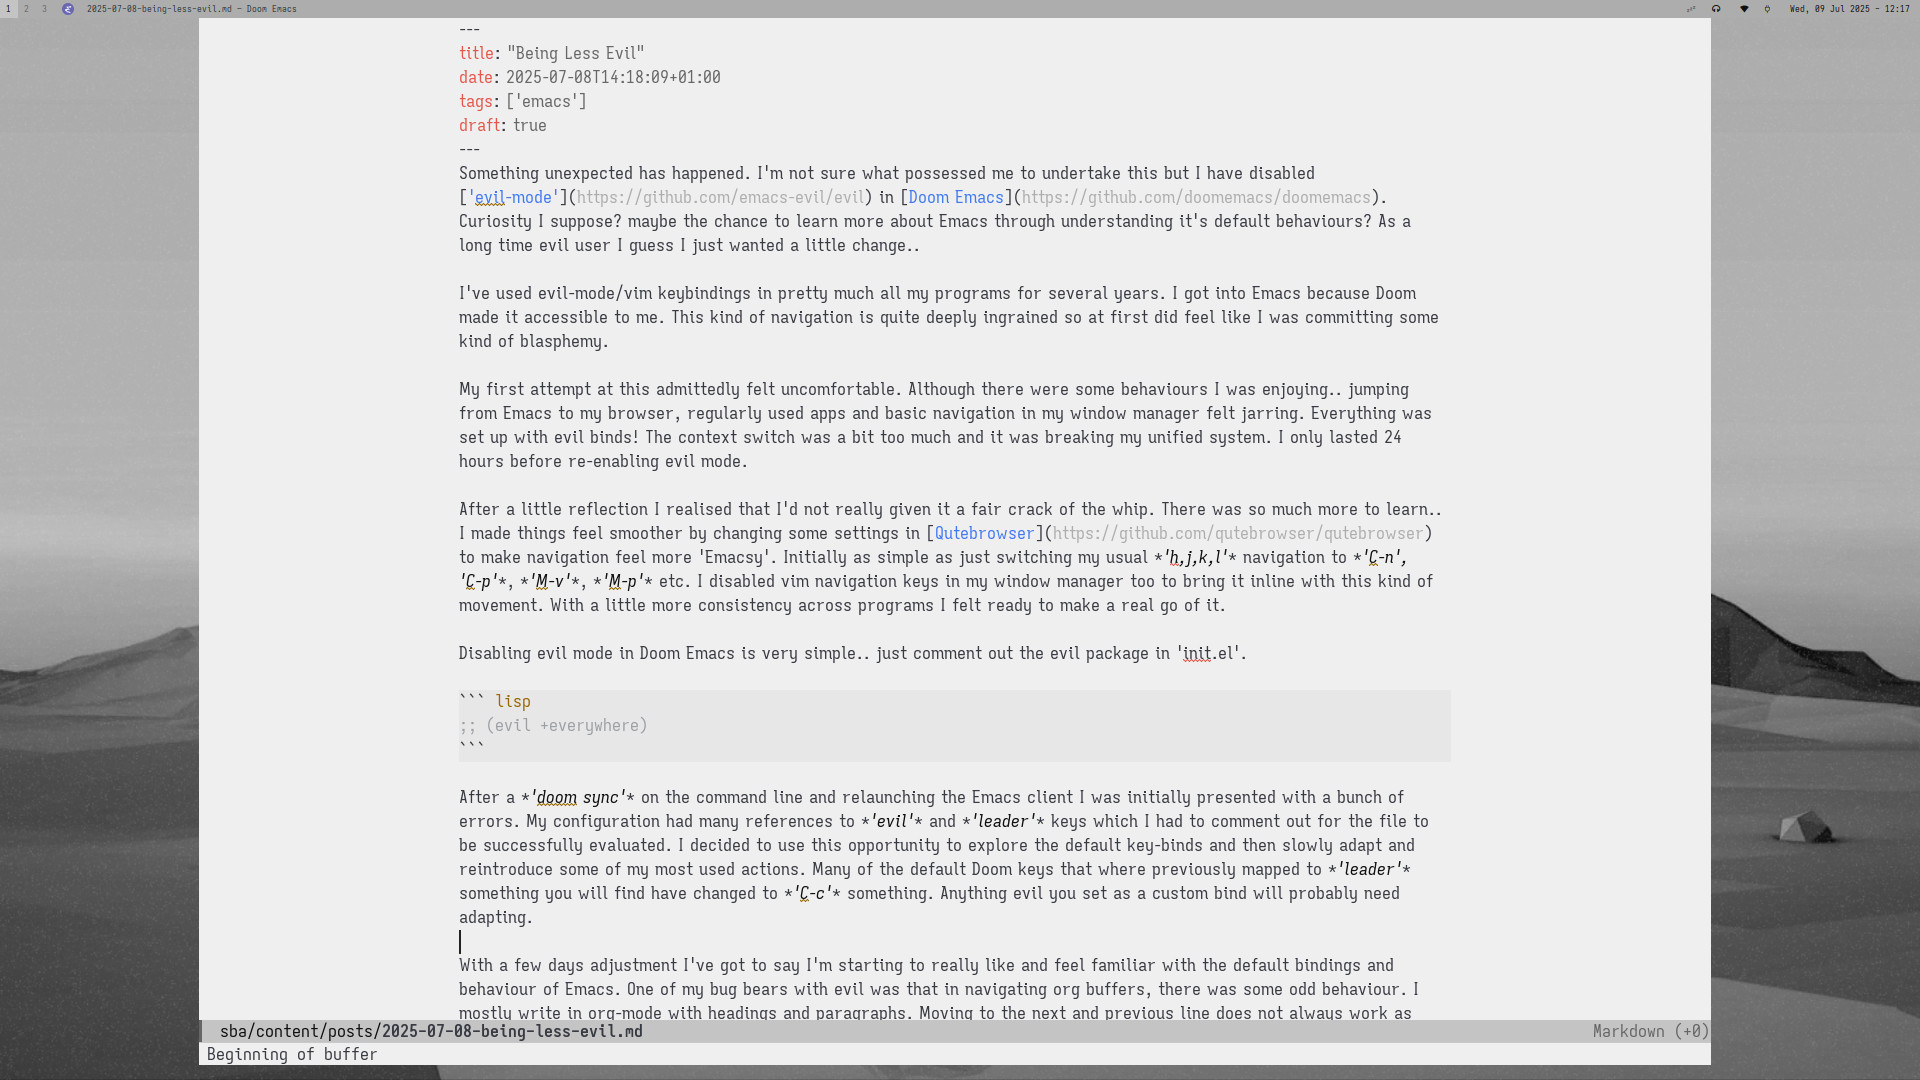 1 2 3 2025-07-08-being-less-evil.md – Doom Emacs Wed, 09 Jul 2025 - 12:17
---
title: "Being Less Evil"
date: 2025-07-08T14:18:09+01:00
tags: ['emacs']
draft: true
---
Something unexpected has happened. I'm not sure what possessed me to undertake this but I have disabled
['evil-mode'](https://github.com/emacs-evil/evil) in [Doom Emacs](https://github.com/doomemacs/doomemacs).
Curiosity I suppose? maybe the chance to learn more about Emacs through understanding it's default behaviours? As a
long time evil user I guess I just wanted a little change..
I've used evil-mode/vim keybindings in pretty much all my programs for several years. I got into Emacs because Doom
made it accessible to me. This kind of navigation is quite deeply ingrained so at first did feel like I was committing some
kind of blasphemy.
My first attempt at this admittedly felt uncomfortable. Although there were some behaviours I was enjoying.. jumping
from Emacs to my browser, regularly used apps and basic navigation in my window manager felt jarring. Everything was
set up with evil binds! The context switch was a bit too much and it was breaking my unified system. I only lasted 24
hours before re-enabling evil mode.
After a little reflection I realised that I'd not really given it a fair crack of the whip. There was so much more to learn..
I made things feel smoother by changing some settings in [Qutebrowser](https://github.com/qutebrowser/qutebrowser)
to make navigation feel more 'Emacsy'. Initially as simple as just switching my usual *'h,j,k,l'* navigation to *'C-n',
'C-p'*, *'M-v'*, *'M-p'* etc. I disabled vim navigation keys in my window manager too to bring it inline with this kind of
movement. With a little more consistency across programs I felt ready to make a real go of it.
Disabling evil mode in Doom Emacs is very simple.. just comment out the evil package in 'init.el'.
``` lisp
;; (evil +everywhere)
```
After a *'doom sync'* on the command line and relaunching the Emacs client I was initially presented with a bunch of
errors. My configuration had many references to *'evil'* and *'leader'* keys which I had to comment out for the file to
be successfully evaluated. I decided to use this opportunity to explore the default key-binds and then slowly adapt and
reintroduce some of my most used actions. Many of the default Doom keys that where previously mapped to *'leader'*
something you will find have changed to *'C-c'* something. Anything evil you set as a custom bind will probably need
adapting.
With a few days adjustment I've got to say I'm starting to really like and feel familiar with the default bindings and
behaviour of Emacs. One of my bug bears with evil was that in navigating org buffers, there was some odd behaviour. I
mostly write in org-mode with headings and paragraphs. Moving to the next and previous line does not always work as
sba/content/posts/2025-07-08-being-less-evil.md Markdown (+0)
Beginning of buffer